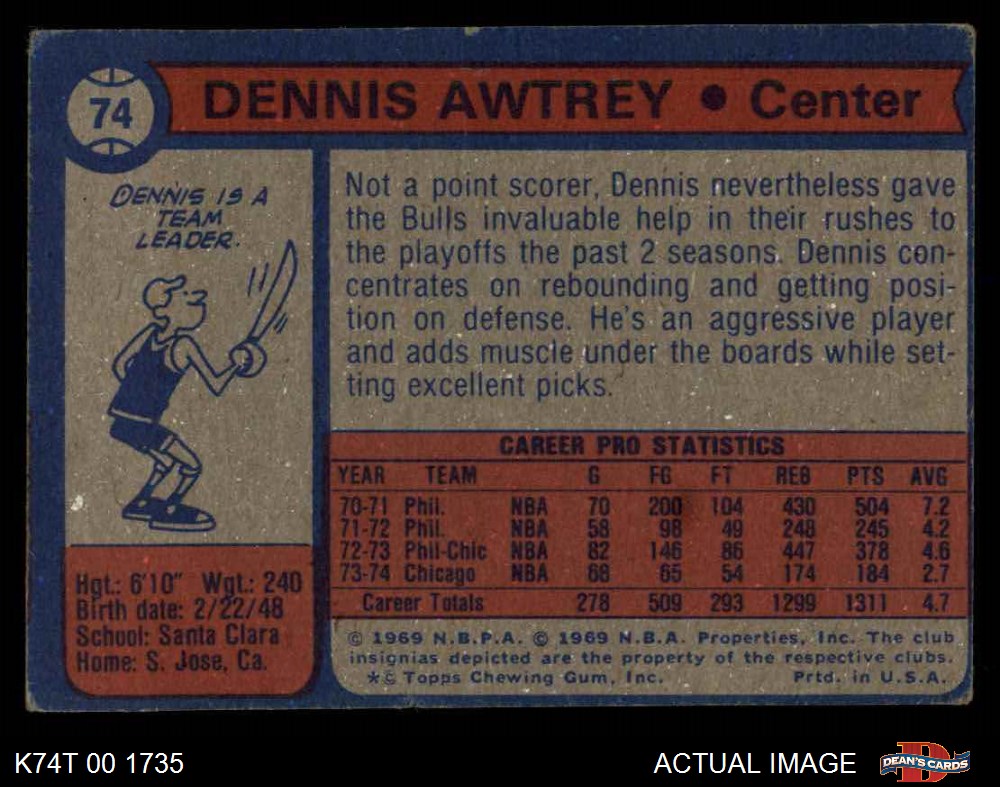 74
DENNIS AWTREY • Center
DENNIS IS A
TEAM
LEADER.
Not a point scorer, Dennis nevertheless gave
the Bulls invaluable help in their rushes to
the playoffs the past 2 seasons. Dennis con-
centrates on rebounding and getting posi-
tion on defense. He's an aggressive player
and adds muscle under the boards while set-
ting excellent picks.
CAREER PRO STATISTICS
YEAR TEAM G FG FT REB PTS AVG
70-71 Phil. NBA 70 200 104 430 504 7.2
71-72 Phil. NBA 58 98 49 248 245 4.2
72-73 Phil-Chic NBA 82 146 86 447 378 4.6
73-74 Chicago NBA 68 65 54 174 184 2.7
Career Totals 278 509 293 1299 1311 4.7
Hgt.: 6'10" Wgt.: 240
Birth date: 2/22/48
School: Santa Clara
Home: S. Jose, Ca.
© 1969 N.B.P.A. © 1969 N.B.A. Properties, Inc. The club
insignias depicted are the property of the respective clubs.
*© Topps Chewing Gum, Inc. Prtd. in U.S.A.
K74T 00 1735
ACTUAL IMAGE
D
DEAN'S CARDS